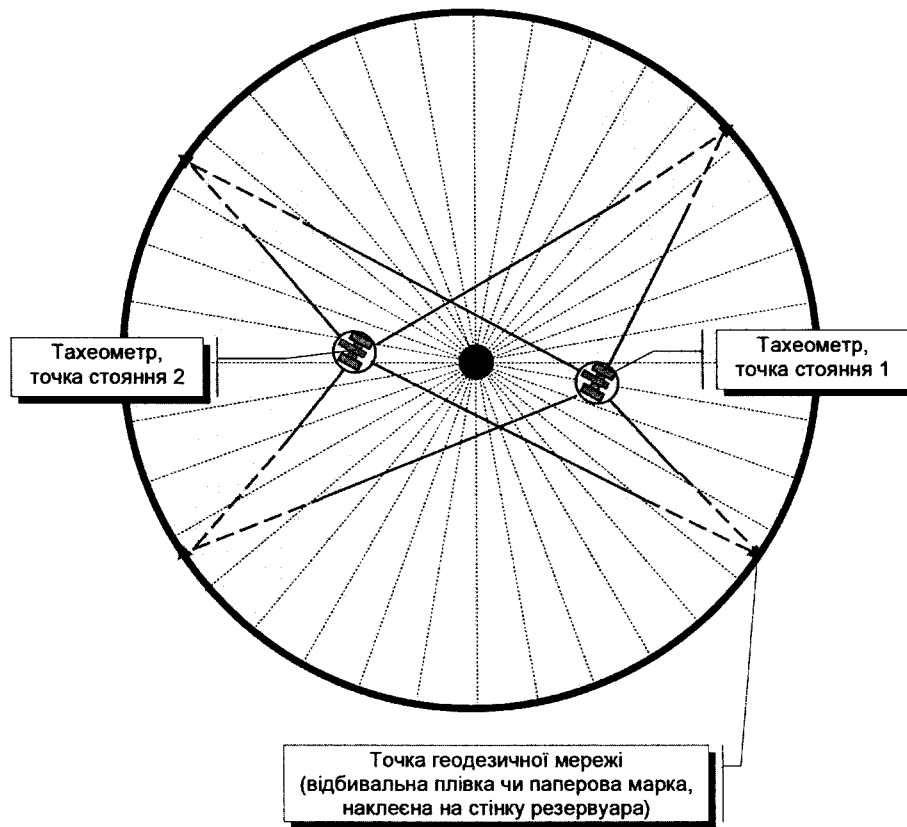 Тахеометр,
точка стояння 2
Тахеометр,
точка стояння 1
Точка геодезичної мережі
(відбивальна плівка чи паперова марка,
наклеєна на стінку резервуара)